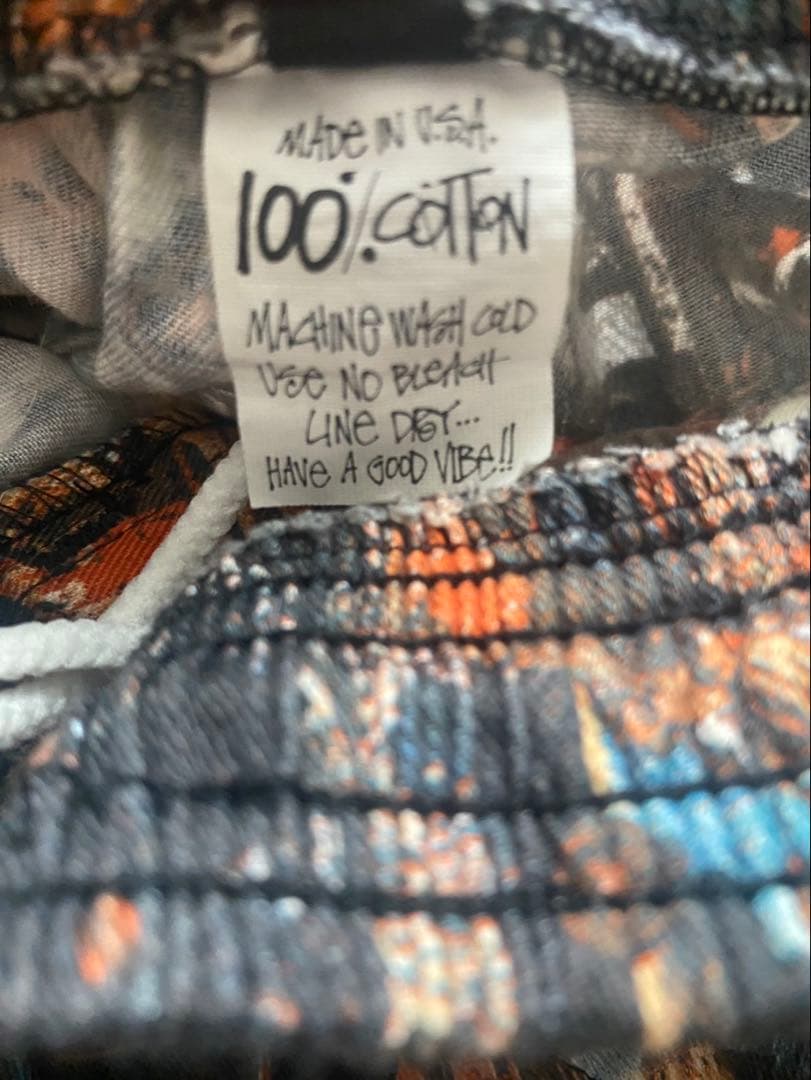 MADE IN U.S.A.
100% COTTON
MACHINE WASH COLD
USE NO BLEACH
LINE DRY...
HAVE A GOOD VIBE!!